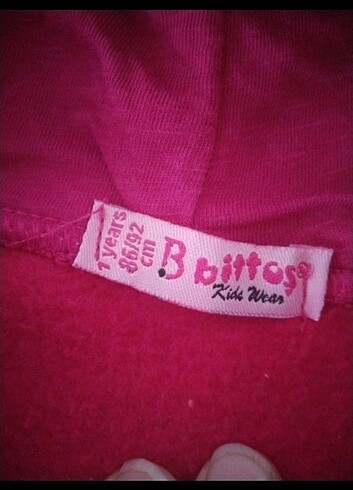 1 years
86/92
cm
B bittoş®
Kids Wear